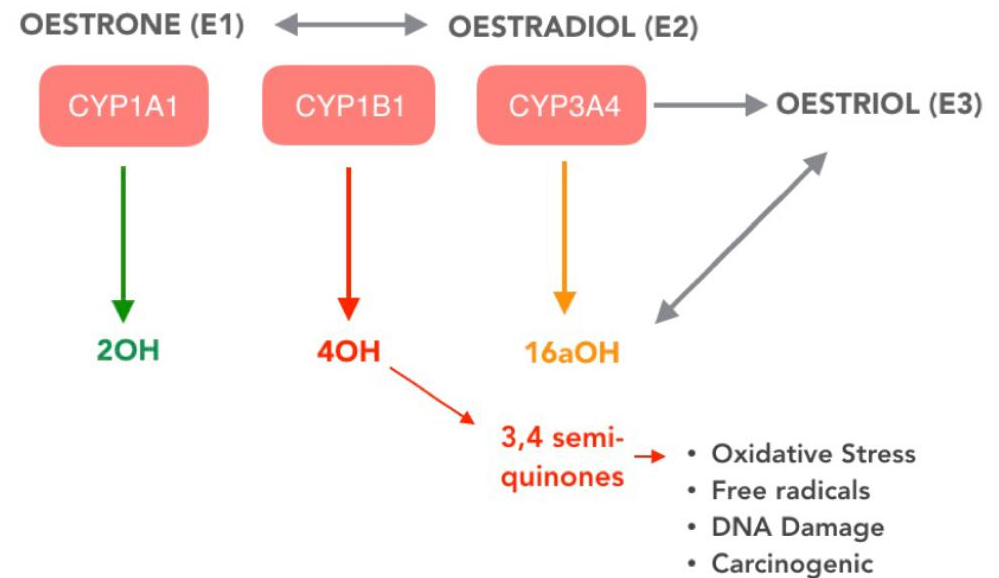 OESTRONE (E1)
OESTRADIOL (E2)
CYP1A1
CYP1B1
CYP3A4
OESTRIOL (E3)
2OH
4OH
16aOH
3,4 semi-
quinones
• Oxidative Stress
• Free radicals
• DNA Damage
• Carcinogenic